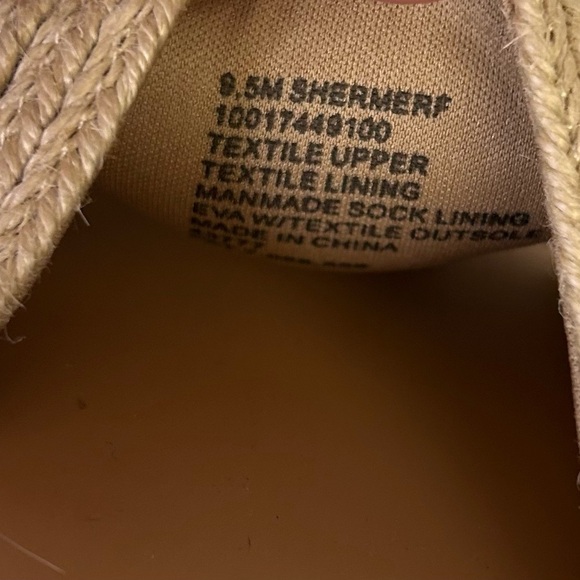 9.5M SHERMERF
10017449100
TEXTILE UPPER
TEXTILE LINING
MANMADE SOCK LINING
EVA W/TEXTILE OUTSOLE
MADE IN CHINA